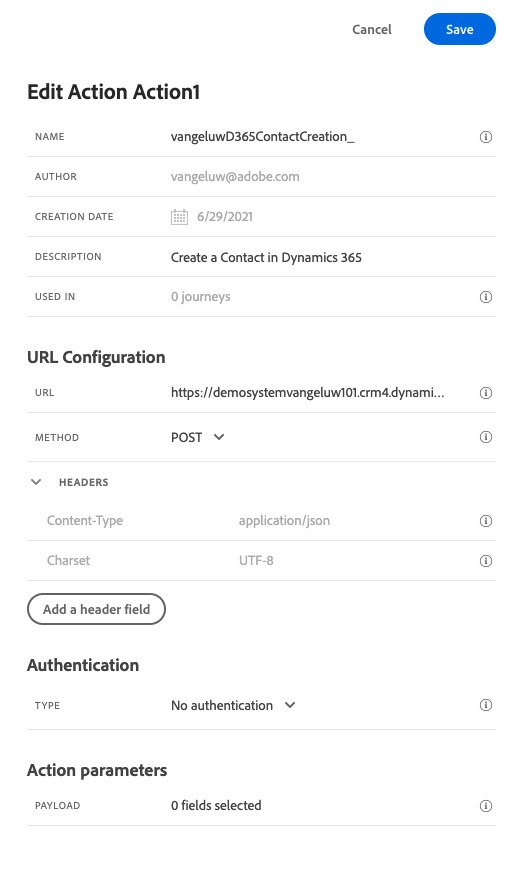 Cancel Save
Edit Action Action1
NAME vangeluwD365ContactCreation_
AUTHOR vangeluw@adobe.com
CREATION DATE 6/29/2021
DESCRIPTION Create a Contact in Dynamics 365
USED IN 0 journeys
URL Configuration
URL https://demosystemvangeluw101.crm4.dynami...
METHOD POST
HEADERS
Content-Type application/json
Charset UTF-8
Add a header field
Authentication
TYPE No authentication
Action parameters
PAYLOAD 0 fields selected